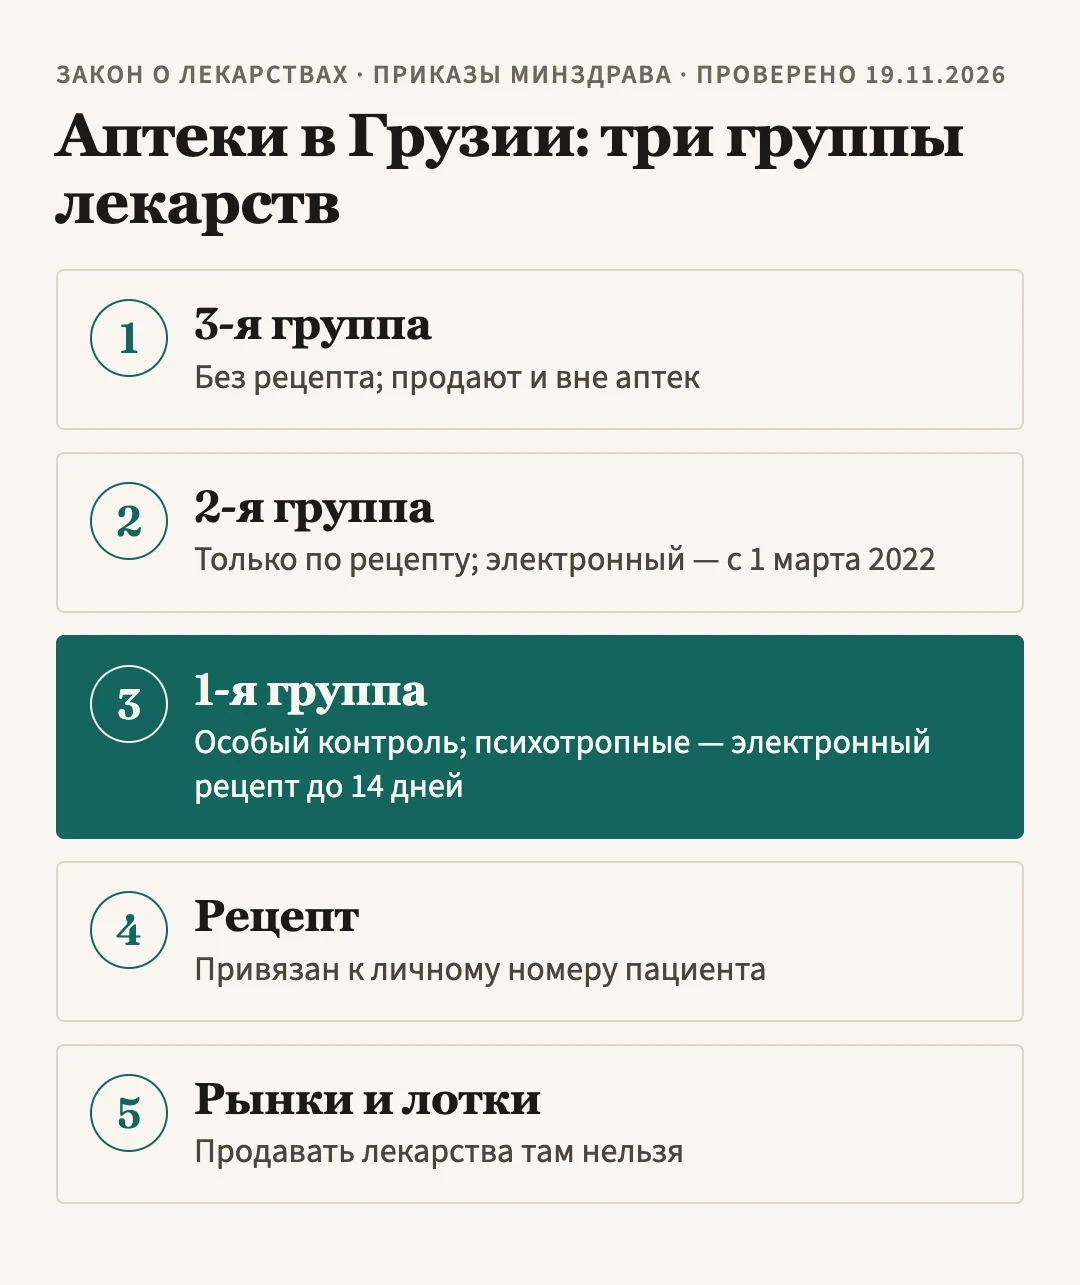 ЗАКОН О ЛЕКАРСТВАХ · ПРИКАЗЫ МИНЗДРАВА · ПРОВЕРЕНО 19.11.2026
Аптеки в Грузии: три группы
лекарств
1
3-я группа
Без рецепта; продают и вне аптек
2
2-я группа
Только по рецепту; электронный — с 1 марта 2022
3
1-я группа
Особый контроль; психотропные — электронный
рецепт до 14 дней
4
Рецепт
Привязан к личному номеру пациента
5
Рынки и лотки
Продавать лекарства там нельзя